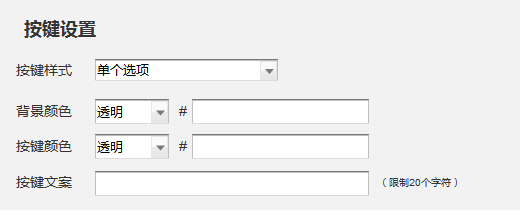 按键设置
按键样式 单个选项
背景颜色 透明 #
按键颜色 透明 #
按键文案 （限制20个字符）